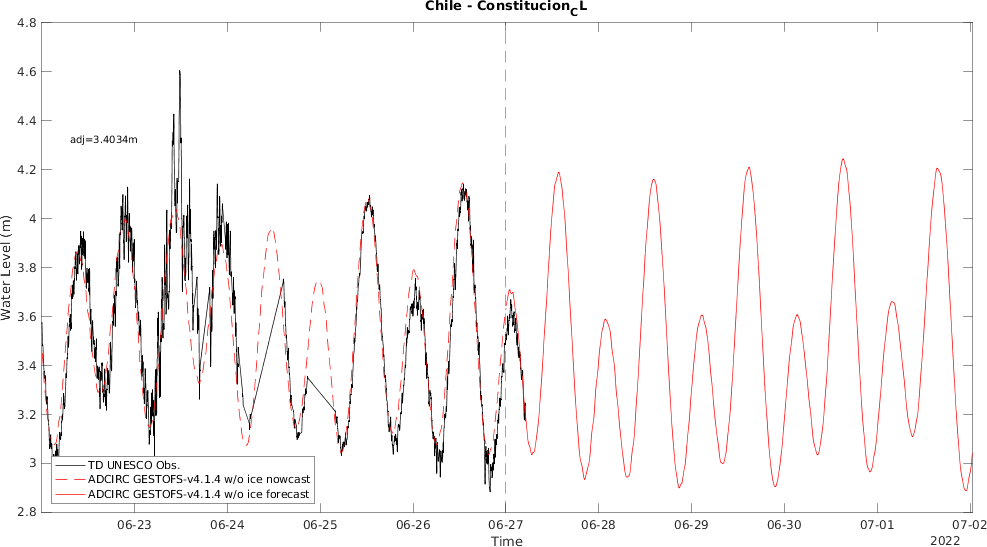 Chile - Constitucion_CL
4.8
4.6
4.4
4.2
4
3.8
3.6
3.4
3.2
3
2.8
Water Level (m)
adj=3.4034m
TD UNESCO Obs.
ADCIRC GESTOFS-v4.1.4 w/o ice nowcast
ADCIRC GESTOFS-v4.1.4 w/o ice forecast
06-23 06-24 06-25 06-26 06-27 06-28 06-29 06-30 07-01 07-02
Time
2022